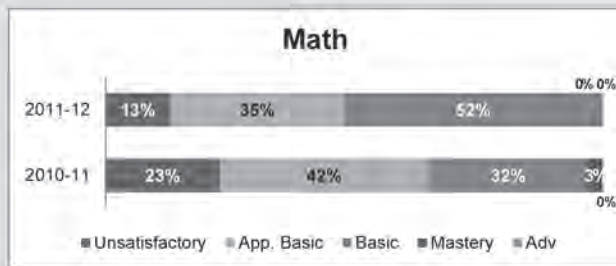 Math
0% 0%
2011-12 13% 35% 52%
2010-11 23% 42% 32% 3%
0%
Unsatisfactory App. Basic Basic Mastery Adv